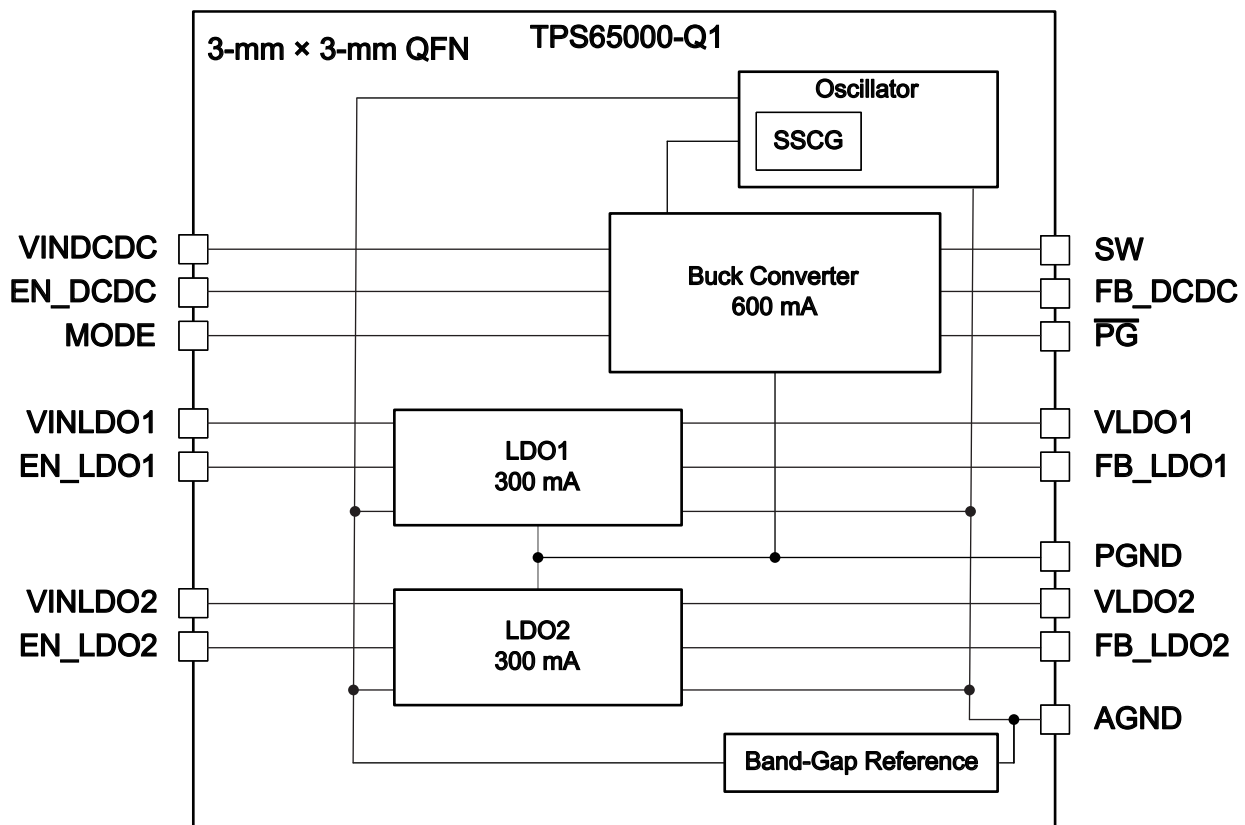 TPS65000-Q1
3-mm × 3-mm QFN
Oscillator
SSCG
VINDCDC
EN_DCDC
MODE
Buck Converter
600 mA
SW
FB_DCDC
PG
VINLDO1
EN_LDO1
LDO1
300 mA
VLDO1
FB_LDO1
PGND
VINLDO2
EN_LDO2
LDO2
300 mA
VLDO2
FB_LDO2
AGND
Band-Gap Reference